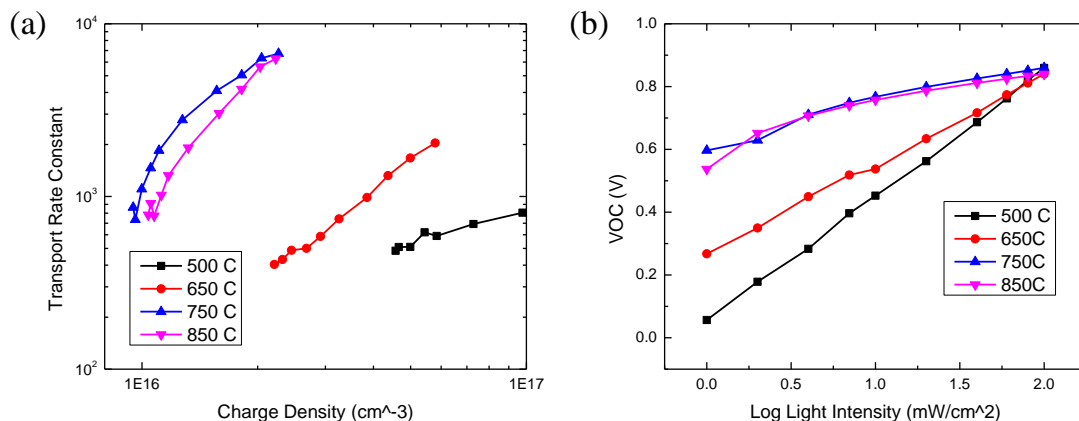 (a)
10^4
10^3
10^2
Transport Rate Constant
1E16
1E17
Charge Density (cm^-3)
500 C
650 C
750 C
850 C
(b)
1.0
0.8
0.6
0.4
0.2
0.0
VOC (V)
0.0
0.5
1.0
1.5
2.0
Log Light Intensity (mW/cm^2)
500 C
650C
750C
850C